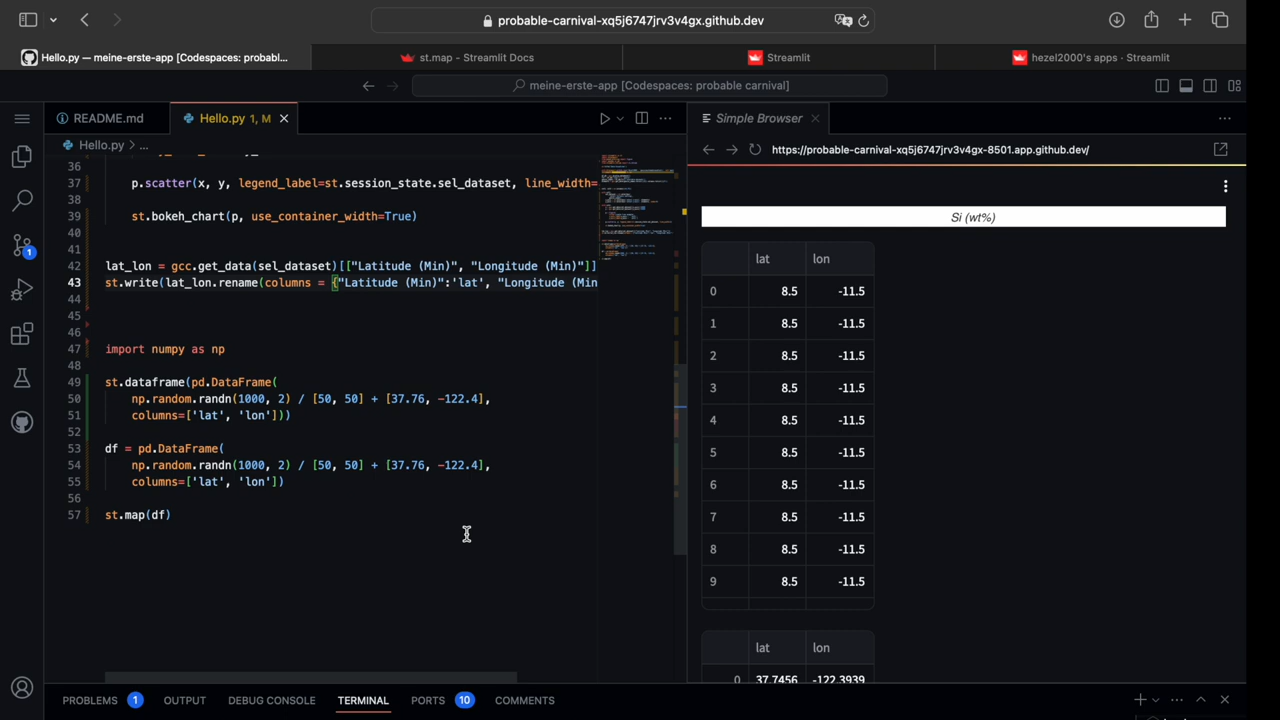 probable-carnival-xq5j6747jrv3v4gx.github.dev
Hello.py — meine-erste-app [Codespaces: probabl...
st.map - Streamlit Docs
Streamlit
hezel2000's apps · Streamlit
meine-erste-app [Codespaces: probable carnival]
README.md
Hello.py 1, M
Simple Browser
Hello.py > ...
https://probable-carnival-xq5j6747jrv3v4gx-8501.app.github.dev/
36
37 p.scatter(x, y, legend_label=st.session_state.sel_dataset, line_width=
38
39 st.bokeh_chart(p, use_container_width=True)
40
41
42 lat_lon = gcc.get_data(sel_dataset)[["Latitude (Min)", "Longitude (Min)"]]
43 st.write(lat_lon.rename(columns = {"Latitude (Min)":'lat', "Longitude (Min
44
45
46
47 import numpy as np
48
49 st.dataframe(pd.DataFrame(
50 np.random.randn(1000, 2) / [50, 50] + [37.76, -122.4],
51 columns=['lat', 'lon']))
52
53 df = pd.DataFrame(
54 np.random.randn(1000, 2) / [50, 50] + [37.76, -122.4],
55 columns=['lat', 'lon'])
56
57 st.map(df)
Si (wt%)
lat lon
0 8.5 -11.5
1 8.5 -11.5
2 8.5 -11.5
3 8.5 -11.5
4 8.5 -11.5
5 8.5 -11.5
6 8.5 -11.5
7 8.5 -11.5
8 8.5 -11.5
9 8.5 -11.5
lat lon
0 37.7456 -122.3939
1
PROBLEMS 1 OUTPUT DEBUG CONSOLE TERMINAL PORTS 10 COMMENTS